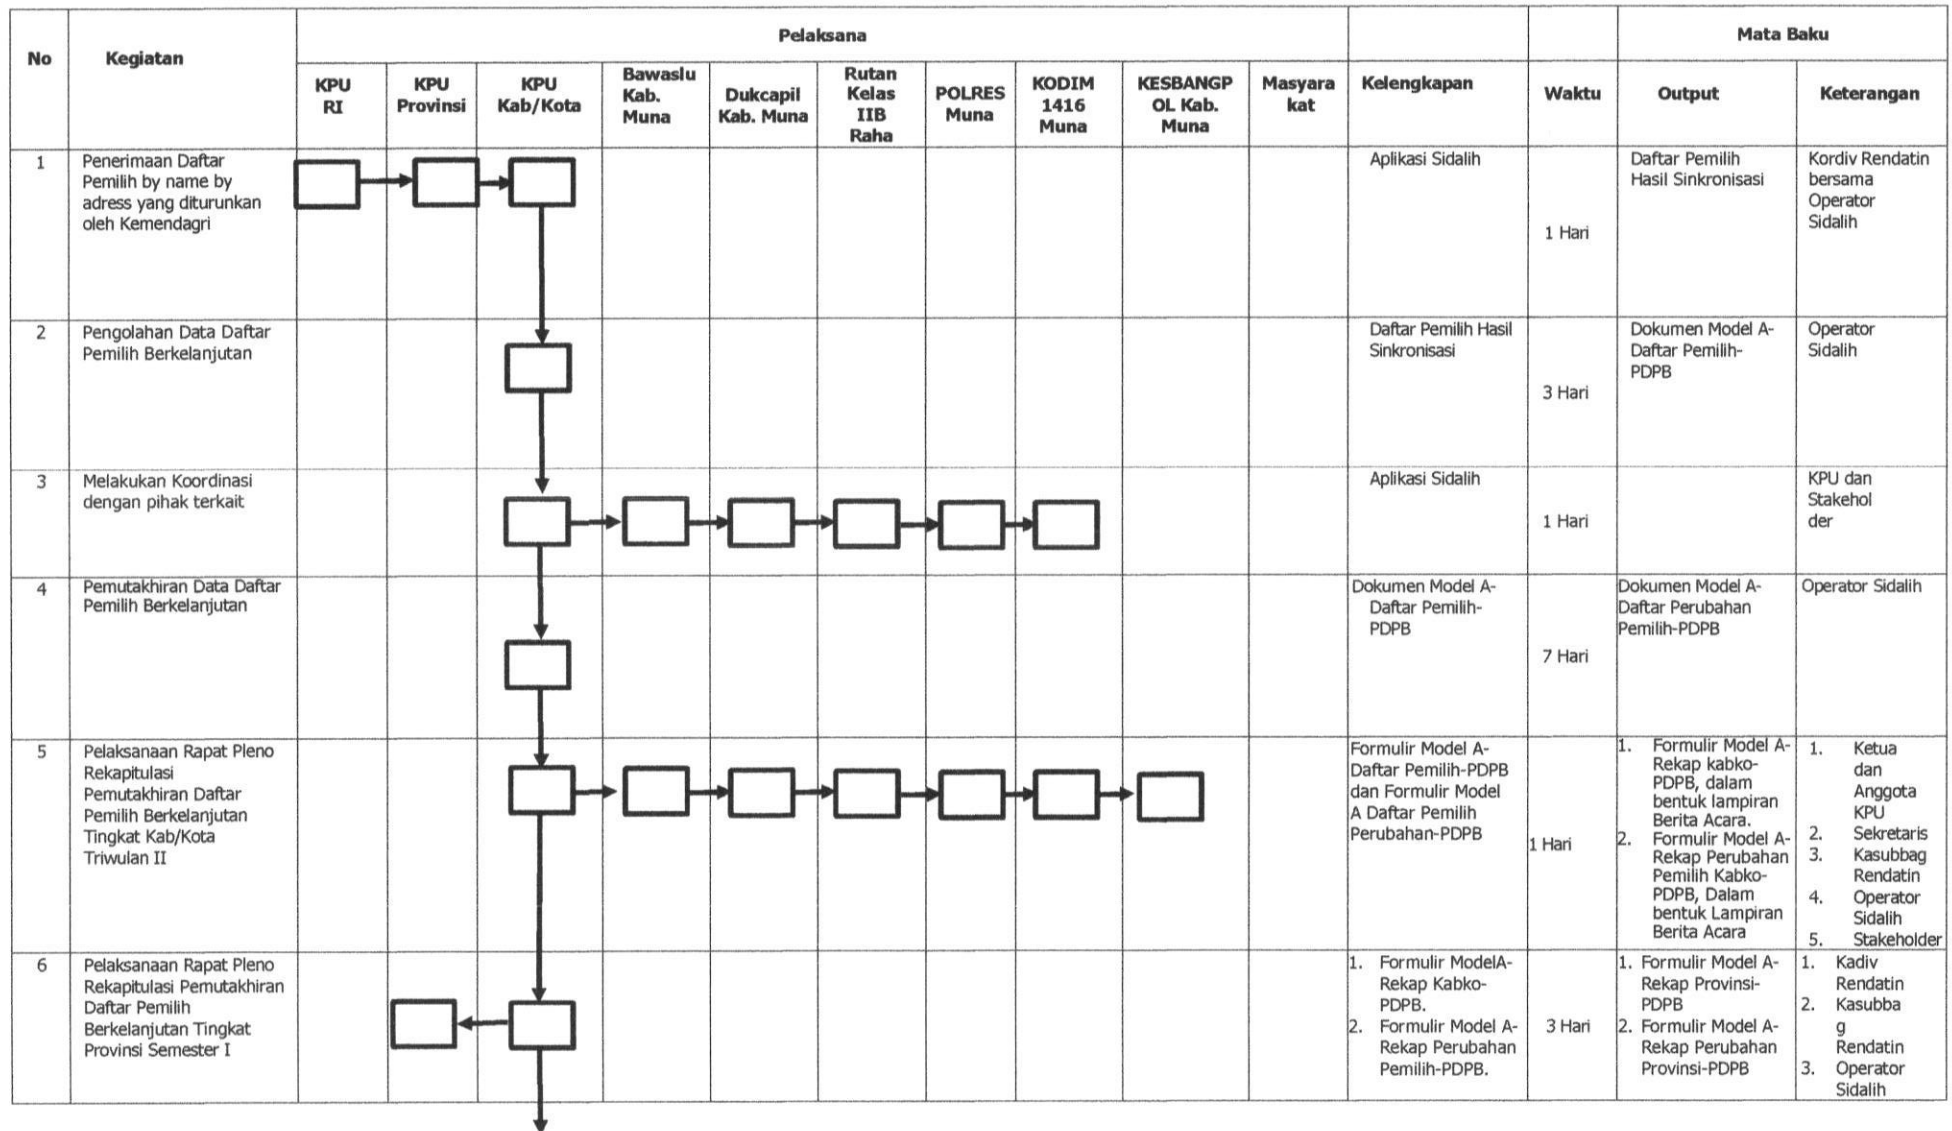 No
Kegiatan
Pelaksana
Mata Baku
KPU
RI
KPU
Provinsi
KPU
Kab/Kota
Bawaslu
Kab.
Muna
Dukcapil
Kab. Muna
Rutan
Kelas
IIB
Raha
POLRES
Muna
KODIM
1416
Muna
KESBANGP
OL Kab.
Muna
Masyara
kat
Kelengkapan
Waktu
Output
Keterangan
1
Penerimaan Daftar
Pemilih by name by
adress yang diturunkan
oleh Kemendagri
Aplikasi Sidalih
1 Hari
Daftar Pemilih
Hasil Sinkronisasi
Kordiv Rendatin
bersama
Operator
Sidalih
2
Pengolahan Data Daftar
Pemilih Berkelanjutan
Daftar Pemilih Hasil
Sinkronisasi
3 Hari
Dokumen Model A-
Daftar Pemilih-
PDPB
Operator
Sidalih
3
Melakukan Koordinasi
dengan pihak terkait
Aplikasi Sidalih
1 Hari
KPU dan
Stakehol
der
4
Pemutakhiran Data Daftar
Pemilih Berkelanjutan
Dokumen Model A-
Daftar Pemilih-
PDPB
7 Hari
Dokumen Model A-
Daftar Perubahan
Pemilih-PDPB
Operator Sidalih
5
Pelaksanaan Rapat Pleno
Rekapitulasi
Pemutakhiran Daftar
Pemilih Berkelanjutan
Tingkat Kab/Kota
Triwulan II
Formulir Model A-
Daftar Pemilih-PDPB
dan Formulir Model
A Daftar Pemilih
Perubahan-PDPB
1 Hari
1. Formulir Model A-
Rekap kabko-
PDPB, dalam
bentuk lampiran
Berita Acara.
2. Formulir Model A-
Rekap Perubahan
Pemilih Kabko-
PDPB, Dalam
bentuk Lampiran
Berita Acara
1. Ketua
dan
Anggota
KPU
2. Sekretaris
3. Kasubbag
Rendatin
4. Operator
Sidalih
5. Stakeholder
6
Pelaksanaan Rapat Pleno
Rekapitulasi Pemutakhiran
Daftar Pemilih
Berkelanjutan Tingkat
Provinsi Semester I
1. Formulir ModelA-
Rekap Kabko-
PDPB.
2. Formulir Model A-
Rekap Perubahan
Pemilih-PDPB.
3 Hari
1. Formulir Model A-
Rekap Provinsi-
PDPB
2. Formulir Model A-
Rekap Perubahan
Provinsi-PDPB
1. Kadiv
Rendatin
2. Kasubba
g
Rendatin
3. Operator
Sidalih